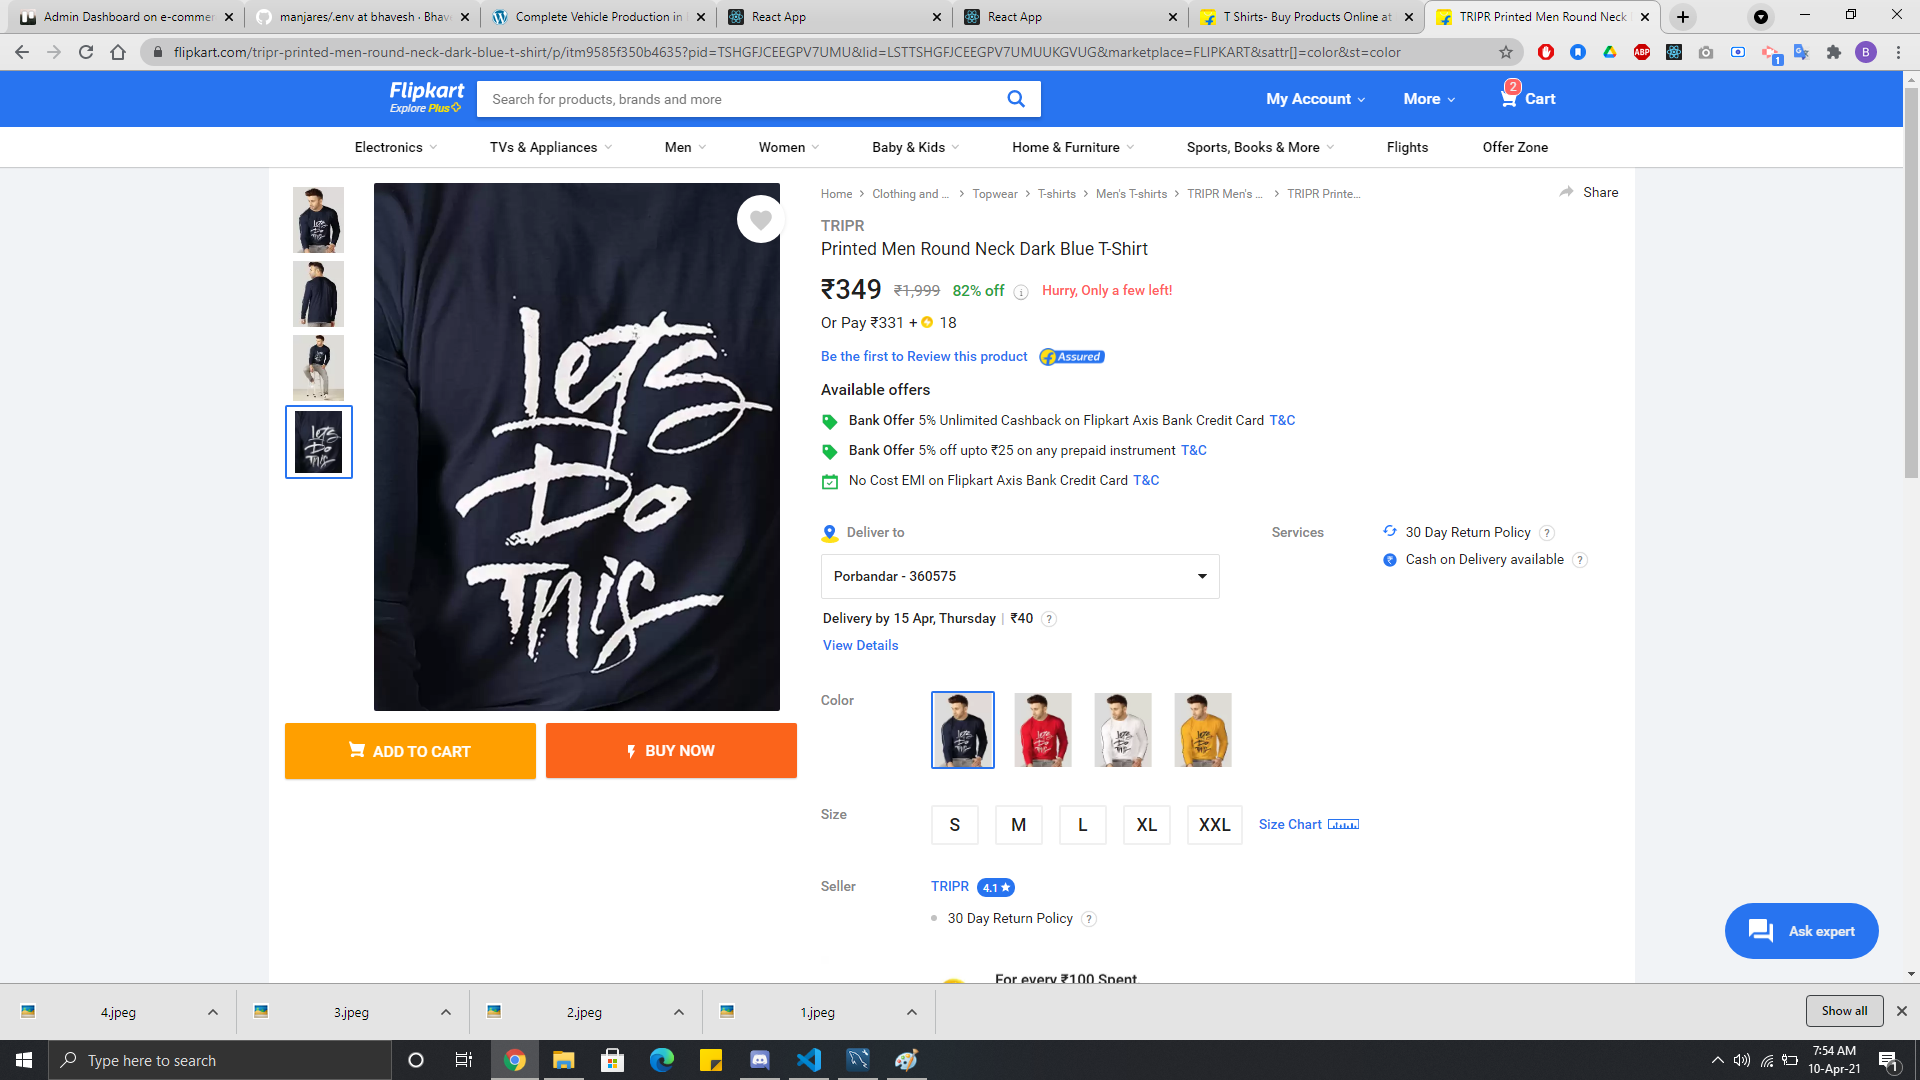 Admin Dashboard on e-commer
manjares/.env at bhavesh · Bhav
Complete Vehicle Production in
React App
React App
T Shirts- Buy Products Online at
TRIPR Printed Men Round Neck
flipkart.com/tripr-printed-men-round-neck-dark-blue-t-shirt/p/itm9585f350b4635?pid=TSHGFJCEEGPV7UMU&lid=LSTTSHGFJCEEGPV7UMUUKGVUG&marketplace=FLIPKART&sattr[]=color&st=color
ABP
1
B
Flipkart
Explore Plus
Search for products, brands and more
My Account
More
2
Cart
Electronics
TVs & Appliances
Men
Women
Baby & Kids
Home & Furniture
Sports, Books & More
Flights
Offer Zone
Home > Clothing and ... > Topwear > T-shirts > Men's T-shirts > TRIPR Men's ... > TRIPR Printe...
Share
TRIPR
Printed Men Round Neck Dark Blue T-Shirt
₹349 ₹1,999 82% off i Hurry, Only a few left!
Or Pay ₹331 + 18
Be the first to Review this product
Assured
Available offers
Bank Offer 5% Unlimited Cashback on Flipkart Axis Bank Credit Card T&C
Bank Offer 5% off upto ₹25 on any prepaid instrument T&C
No Cost EMI on Flipkart Axis Bank Credit Card T&C
Let's
Do
This
Deliver to
Porbandar - 360575
Delivery by 15 Apr, Thursday | ₹40 ?
View Details
Services
30 Day Return Policy ?
Cash on Delivery available ?
ADD TO CART
BUY NOW
Color
Size
S
M
L
XL
XXL
Size Chart
Seller
TRIPR 4.1 ★
30 Day Return Policy ?
Ask expert
For every ₹100 Spent,
4.jpeg
3.jpeg
2.jpeg
1.jpeg
Show all
Type here to search
7:54 AM
10-Apr-21
1